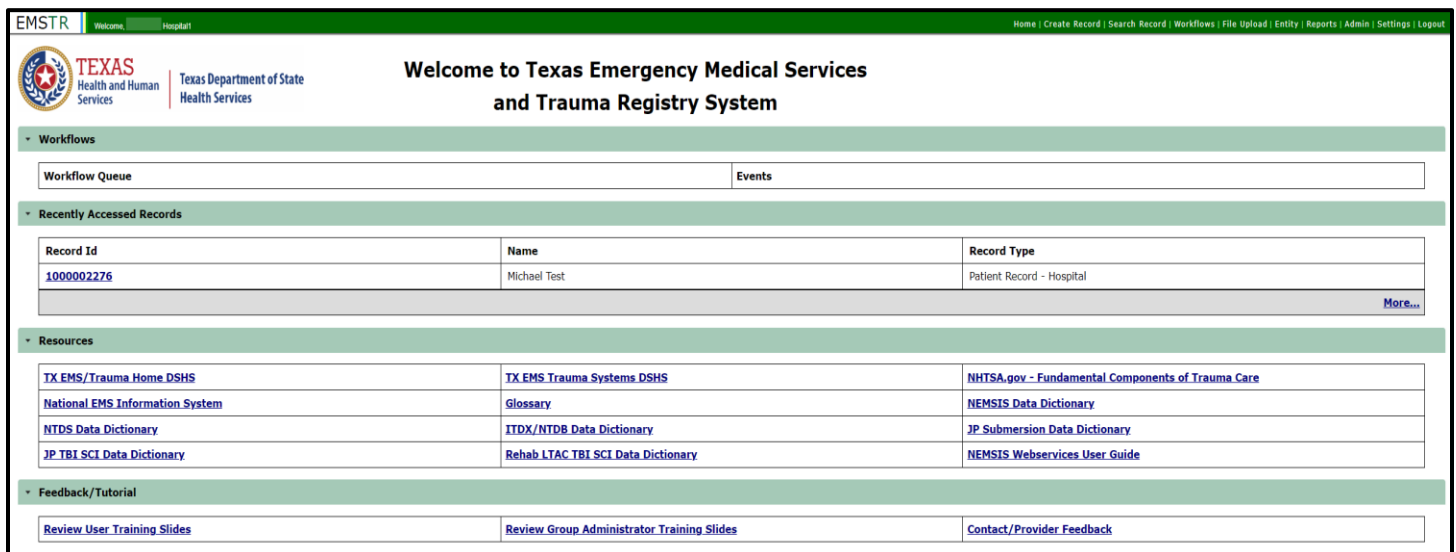 EMSTR Welcome, Hospital1 Home | Create Record | Search Record | Workflows | File Upload | Entity | Reports | Admin | Settings | Logout
TEXAS
Health and Human
Services
Texas Department of State
Health Services
Welcome to Texas Emergency Medical Services
and Trauma Registry System
Workflows
Workflow Queue Events
Recently Accessed Records
Record Id Name Record Type
1000002276 Michael Test Patient Record - Hospital
More...
Resources
TX EMS/Trauma Home DSHS TX EMS Trauma Systems DSHS NHTSA.gov - Fundamental Components of Trauma Care
National EMS Information System Glossary NEMSIS Data Dictionary
NTDS Data Dictionary ITDX/NTDB Data Dictionary JP Submersion Data Dictionary
JP TBI SCI Data Dictionary Rehab LTAC TBI SCI Data Dictionary NEMSIS Webservices User Guide
Feedback/Tutorial
Review User Training Slides Review Group Administrator Training Slides Contact/Provider Feedback